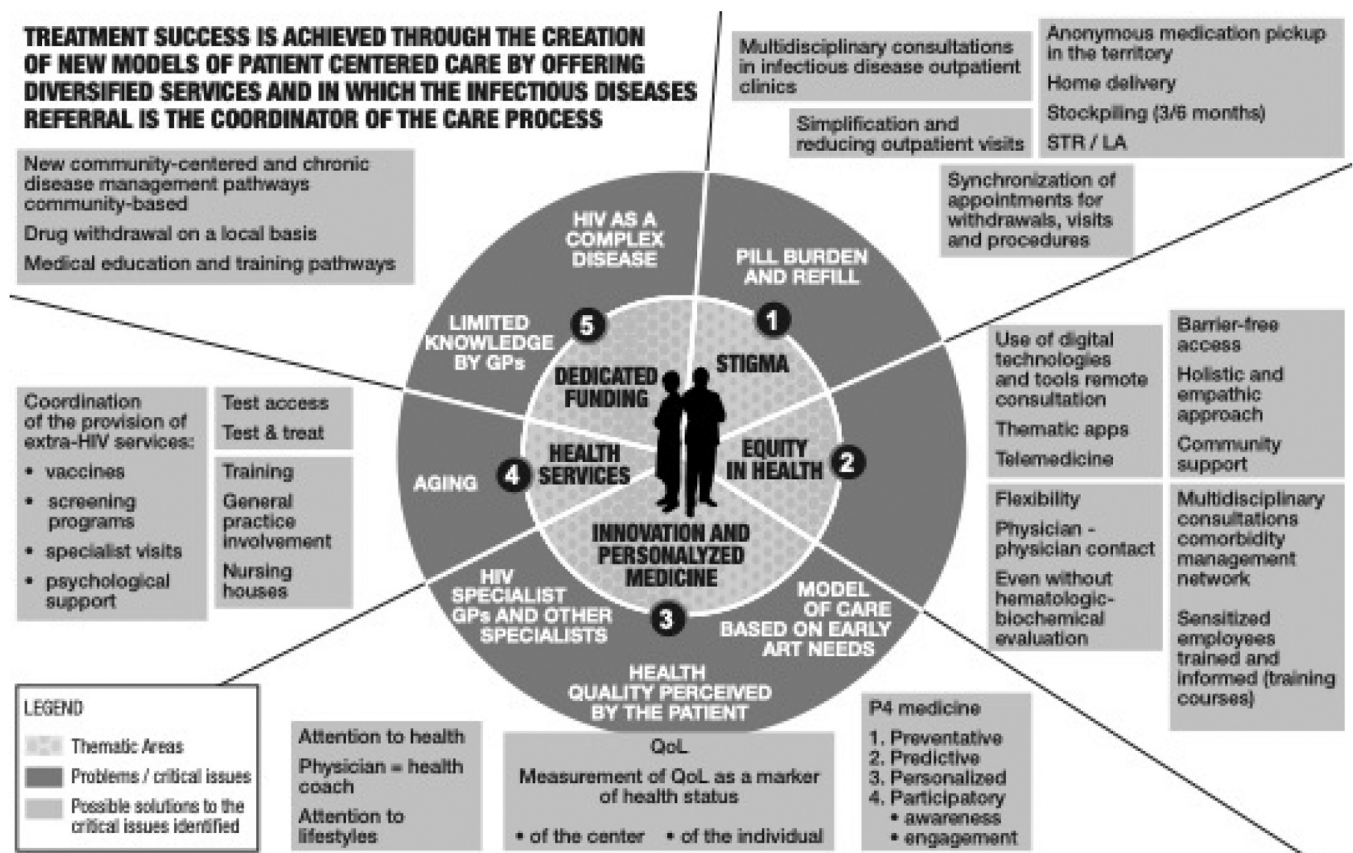 TREATMENT SUCCESS IS ACHIEVED THROUGH THE CREATION
OF NEW MODELS OF PATIENT CENTERED CARE BY OFFERING
DIVERSIFIED SERVICES AND IN WHICH THE INFECTIOUS DISEASES
REFERRAL IS THE COORDINATOR OF THE CARE PROCESS
New community-centered and chronic
disease management pathways
community-based
Drug withdrawal on a local basis
Medical education and training pathways
Multidisciplinary consultations
in infectious disease outpatient
clinics
Simplification and
reducing outpatient visits
Anonymous medication pickup
in the territory
Home delivery
Stockpiling (3/6 months)
STR / LA
Synchronization of
appointments for
withdrawals, visits
and procedures
HIV AS A
COMPLEX
DISEASE
PILL BURDEN
AND REFILL
LIMITED
KNOWLEDGE
BY GPs
5
1
DEDICATED
FUNDING
STIGMA
AGING
4
HEALTH
SERVICES
EQUITY
IN HEALTH
2
INNOVATION AND
PERSONALYZED
MEDICINE
3
HIV
SPECIALIST
GPs AND OTHER
SPECIALISTS
MODEL
OF CARE
BASED ON EARLY
ART NEEDS
HEALTH
QUALITY PERCEIVED
BY THE PATIENT
Use of digital
technologies
and tools remote
consultation
Thematic apps
Telemedicine
Barrier-free
access
Holistic and
empathic
approach
Community
support
Flexibility
Physician -
physician contact
Even without
hematologic-
biochemical
evaluation
Multidisciplinary
consultations
comorbidity
management
network
Sensitized
employees
trained and
informed (training
courses)
Coordination
of the provision of
extra-HIV services:
• vaccines
• screening
programs
• specialist visits
• psychological
support
Test access
Test & treat
Training
General
practice
involvement
Nursing
houses
LEGEND
Thematic Areas
Problems / critical issues
Possible solutions to the
critical issues identified
Attention to health
Physician = health
coach
Attention to
lifestyles
QoL
Measurement of QoL as a marker
of health status
• of the center • of the individual
P4 medicine
1. Preventative
2. Predictive
3. Personalized
4. Participatory
• awareness
• engagement